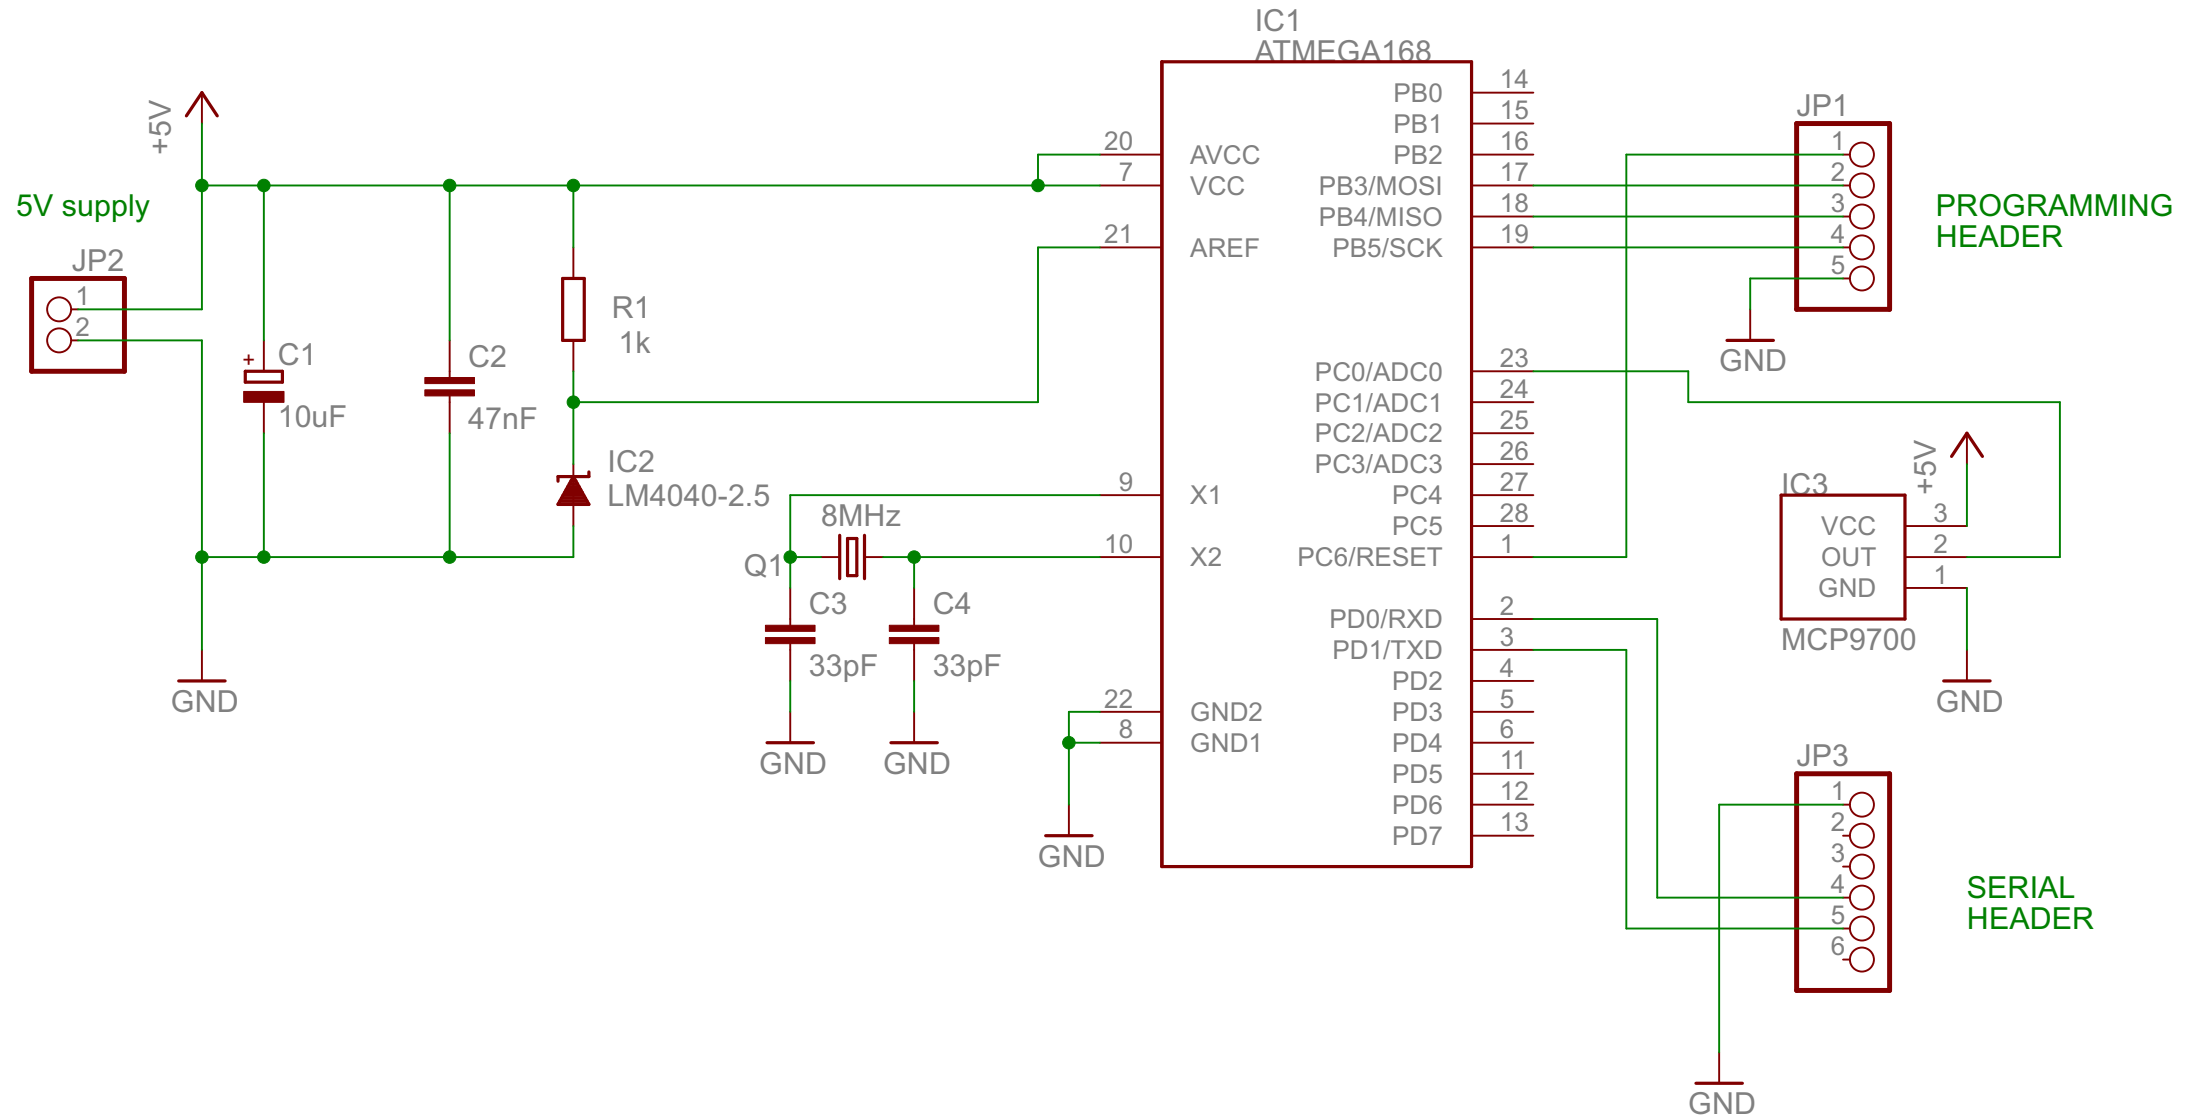 IC1
ATMEGA168
14
PB0
15
PB1
16
PB2
17
PB3/MOSI
18
PB4/MISO
19
PB5/SCK
23
PC0/ADC0
24
PC1/ADC1
25
PC2/ADC2
26
PC3/ADC3
27
PC4
28
PC5
1
PC6/RESET
2
PD0/RXD
3
PD1/TXD
4
PD2
5
PD3
6
PD4
11
PD5
12
PD6
13
PD7
20
AVCC
7
VCC
21
AREF
9
X1
10
X2
22
GND2
8
GND1
GND
+5V
5V supply
JP2
1
2
+
C1
10uF
C2
47nF
R1
1k
IC2
LM4040-2.5
GND
8MHz
Q1
C3
33pF
C4
33pF
GND
GND
JP1
1
2
3
4
5
PROGRAMMING
HEADER
GND
+5V
IC3
VCC
3
OUT
2
GND
1
MCP9700
GND
JP3
1
2
3
4
5
6
SERIAL
HEADER
GND